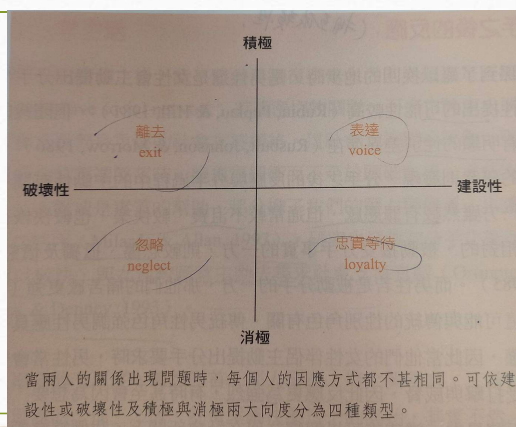 積極
離去
exit
表達
voice
破壞性
建設性
忽略
neglect
忠實等待
loyalty
消極
當兩人的關係出現問題時，每個人的因應方式都不甚相同。可依建
設性或破壞性及積極與消極兩大向度分為四種類型。